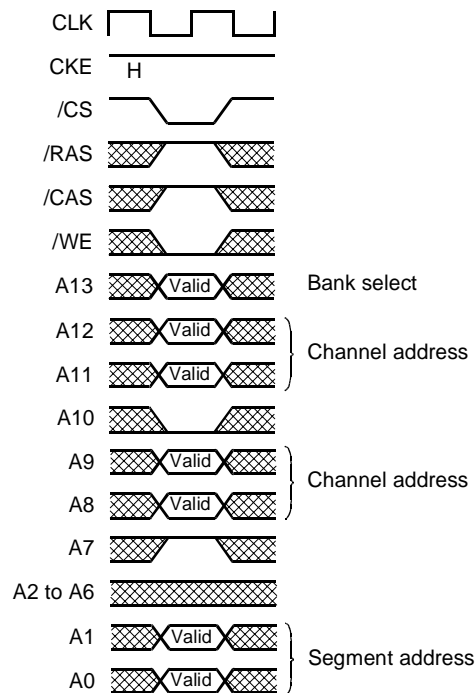 CLK
CKE
H
/CS
/RAS
/CAS
/WE
A13 Valid Bank select
A12 Valid
Channel address
A11 Valid
A10
A9 Valid
Channel address
A8 Valid
A7
A2 to A6
A1 Valid
Segment address
A0 Valid